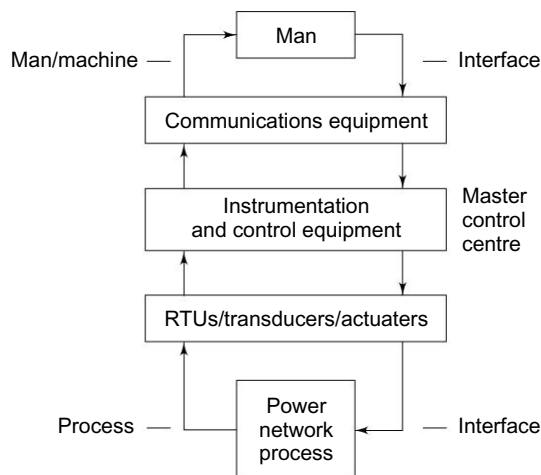 Man
Man/machine
Interface
Communications equipment
Instrumentation
and control equipment
Master
control
centre
RTUs/transducers/actuaters
Power
network
process
Process
Interface